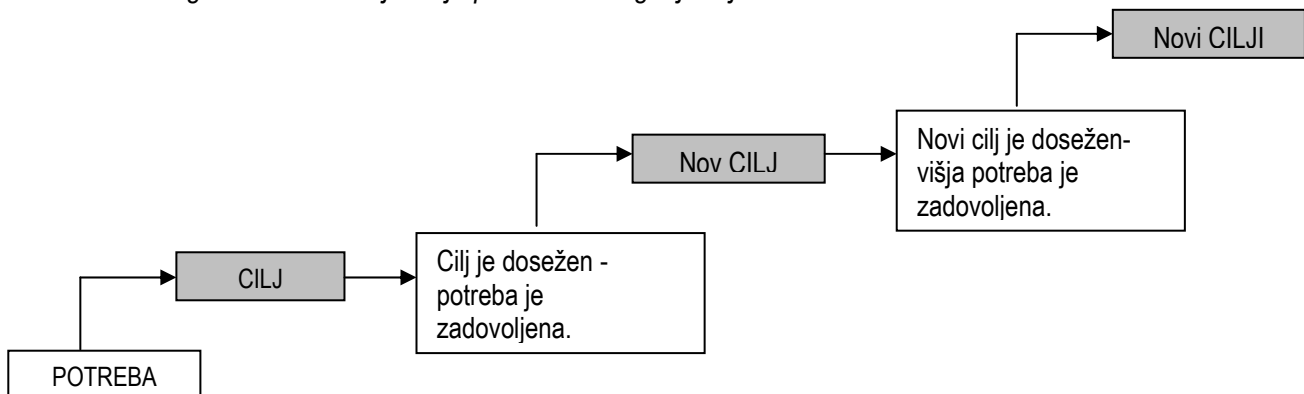 Novi CILJI
Novi cilj je dosežen-
višja potreba je
zadovoljena.
Nov CILJ
Cilj je dosežen -
potreba je
zadovoljena.
CILJ
POTREBA